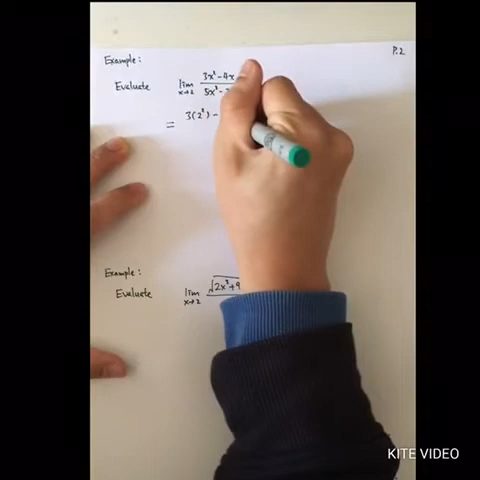 P.2
Example:
Evaluate lim x→2 3x² - 4x / 5x³ -
= 3(2²) -
Example:
Evaluate lim x→2 √2x³+9
KITE VIDEO